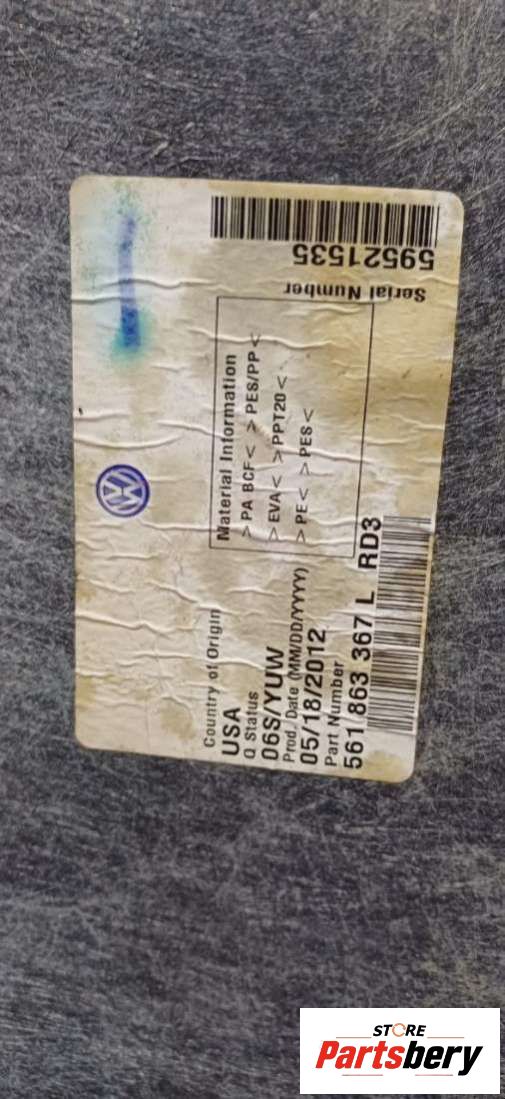 Country of Origin
USA
Q Status
06S/YUW
Prod. Date (MM/DD/YYYY)
05/18/2012
Part Number
561 863 367 L RD3
Material Information
> PA BCF < > PES/PP <
> EVA < > PPT20 <
> PE < > PES <
Serial Number
59521535
STORE
Partsbery